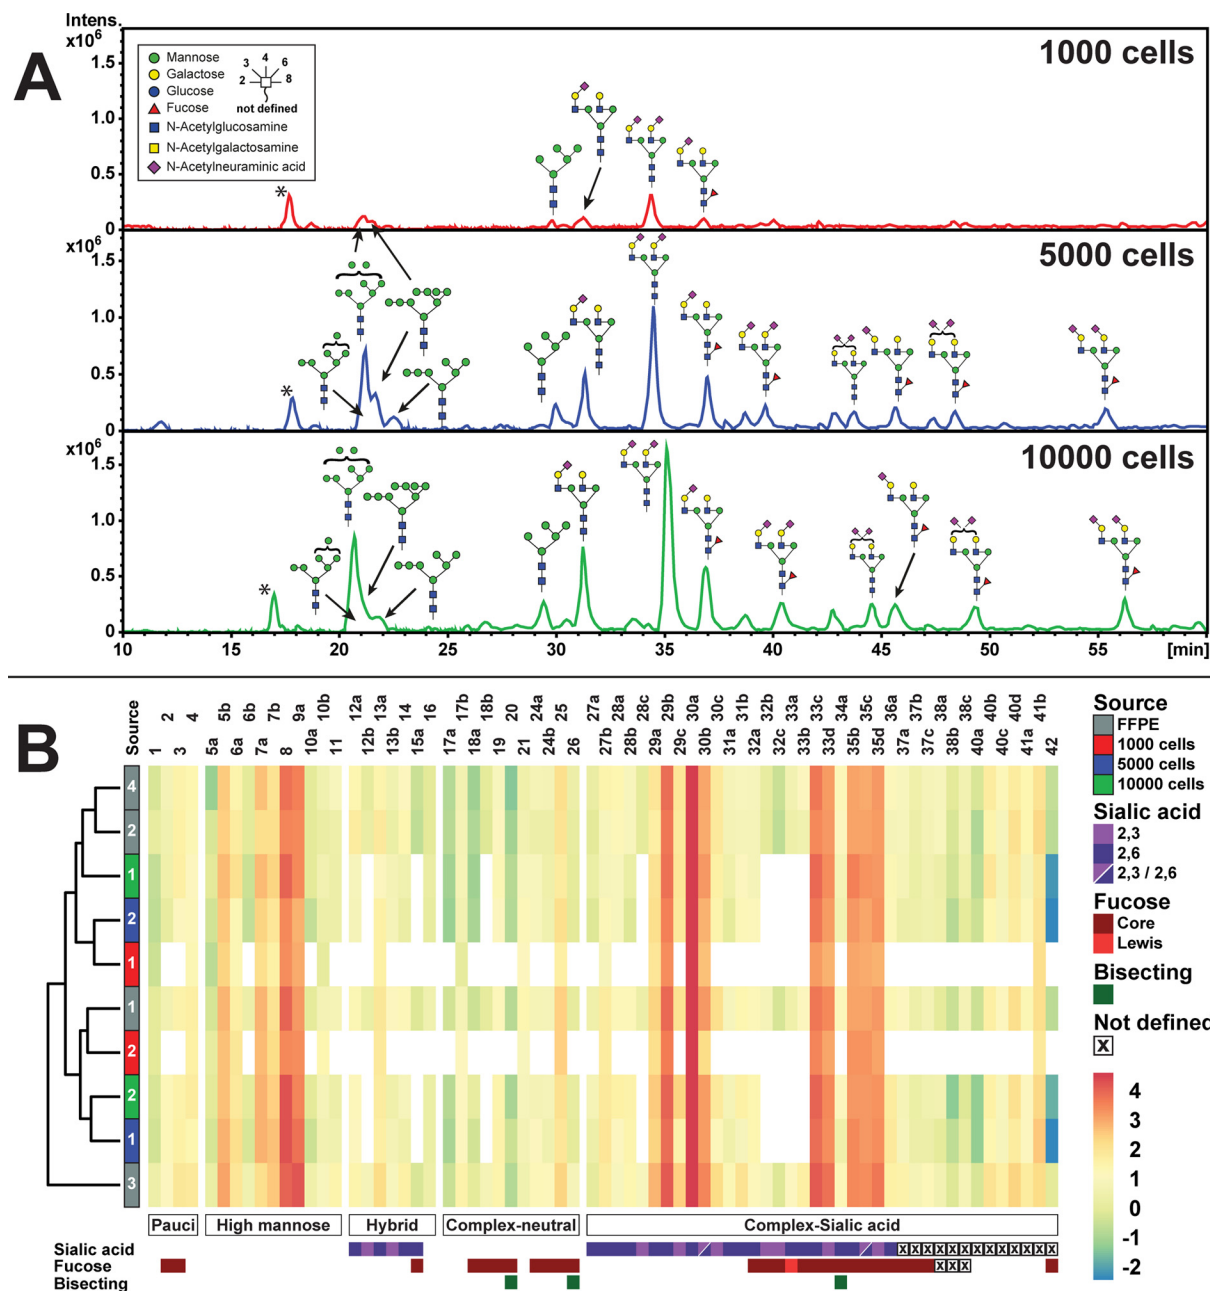 A
Intens.
x10⁶
1.5
1.0
0.5
0
1000 cells
Mannose
Galactose
Glucose
Fucose
N-Acetylglucosamine
N-Acetylgalactosamine
N-Acetylneuraminic acid
2 3 4 6 8
not defined
*
x10⁶
1.5
1.0
0.5
0
5000 cells
*
x10⁶
1.5
1.0
0.5
0
10000 cells
*
10 15 20 25 30 35 40 45 50 55 [min]
B
Source
1 2 3 4
5a 5b 6a 6b 7a 7b 8 9a 10a 10b 11
12a 12b 13a 13b 14 15a 16
17a 17b 18a 18b 19 20 24a 24b 25 26
27a 27b 28a 28b 28c 29a 29b 29c 30a 30b 31a 31b 32a 32b 32c 33a 33b 33c 33d 34a 35b 35c 35d 36a 37a 37b 37c 38a 38b 38c 40a 40b 40c 40d 41a 41b 42
4
2
1
2
1
1
2
2
1
3
Pauci
High mannose
Hybrid
Complex-neutral
Complex-Sialic acid
Sialic acid
X X X X X X X X X X X X X
Fucose
X X X
Bisecting
Source
FFPE
1000 cells
5000 cells
10000 cells
Sialic acid
2,3
2,6
2,3 / 2,6
Fucose
Core
Lewis
Bisecting
Not defined
X
4
3
2
1
0
-1
-2